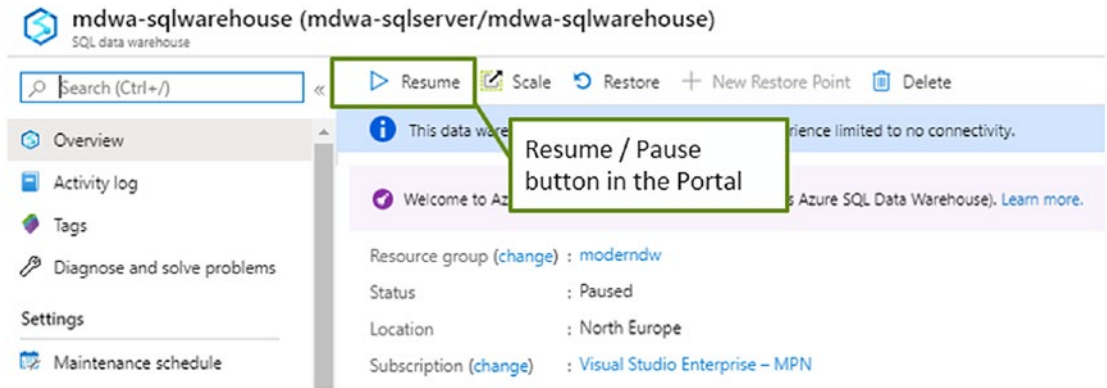 mdwa-sqlwarehouse (mdwa-sqlserver/mdwa-sqlwarehouse)
SQL data warehouse
Search (Ctrl+/)
«
Resume
Scale
Restore
New Restore Point
Delete
This data ware
rience limited to no connectivity.
Resume / Pause
button in the Portal
Welcome to Az
s Azure SQL Data Warehouse). Learn more.
Overview
Activity log
Tags
Diagnose and solve problems
Settings
Maintenance schedule
Resource group (change) : moderndw
Status : Paused
Location : North Europe
Subscription (change) : Visual Studio Enterprise – MPN